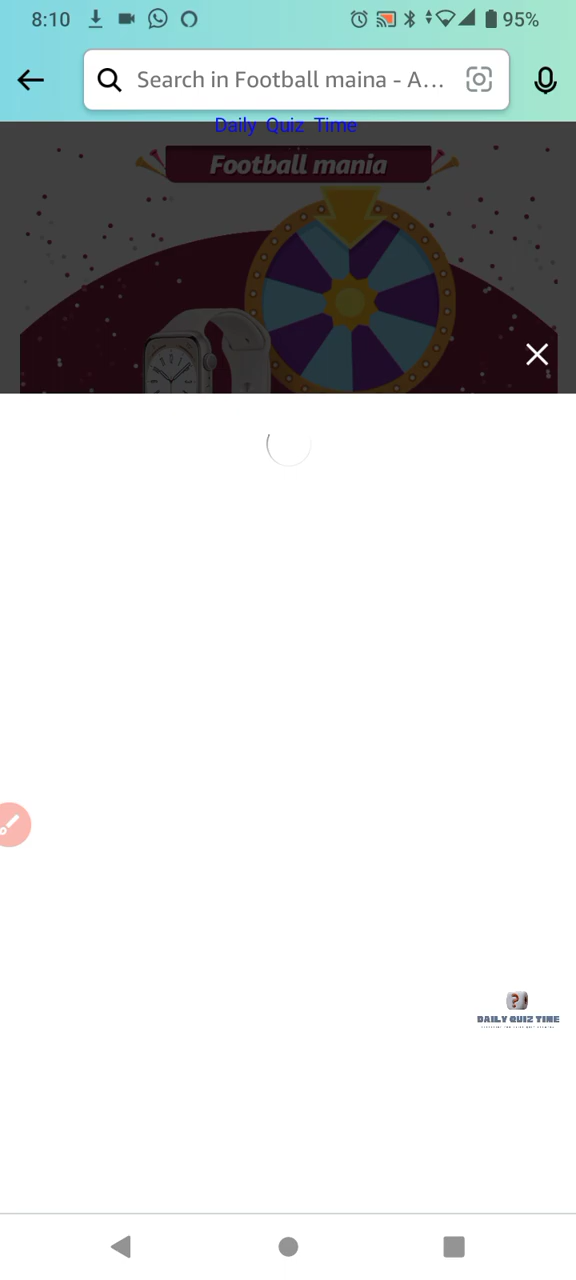 8:10
95%
Search in Football maina - A...
Daily Quiz Time
Football mania
DAILY QUIZ TIME